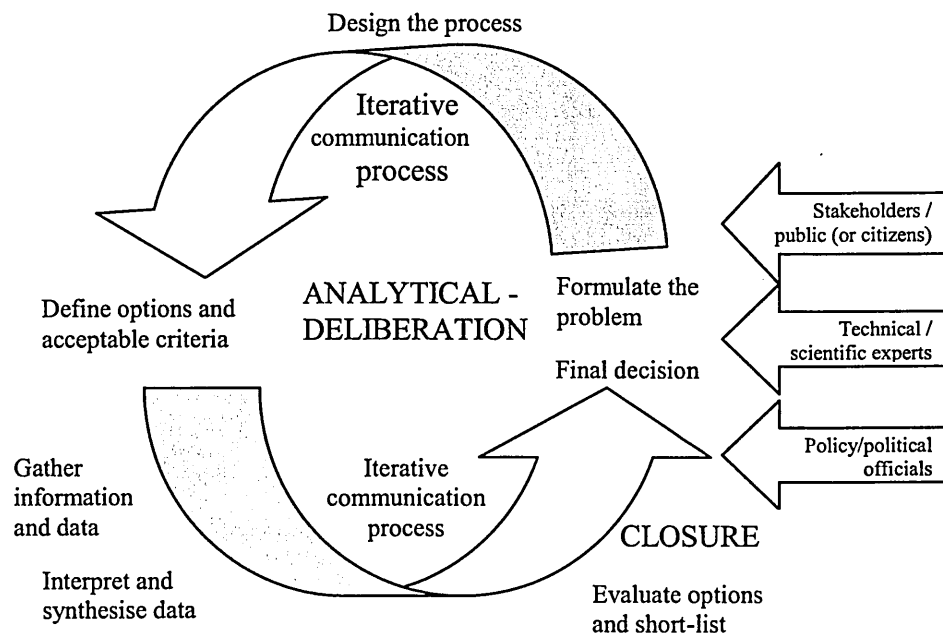 Design the process
Iterative
communication
process
Stakeholders /
public (or citizens)
Define options and
acceptable criteria
ANALYTICAL -
DELIBERATION
Formulate the
problem
Technical /
scientific experts
Final decision
Policy/political
officials
Gather
information
and data
Iterative
communication
process
CLOSURE
Interpret and
synthesise data
Evaluate options
and short-list